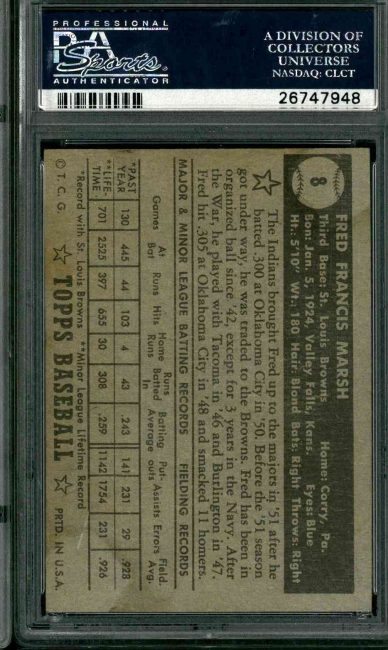 PROFESSIONAL
PSA
Sports
AUTHENTICATOR
A DIVISION OF
COLLECTORS
UNIVERSE
NASDAQ: CLCT
26747948
8
FRED FRANCIS MARSH
Third Base: St. Louis Browns Home: Corry, Pa.
Born: Jan. 5, 1924, Valley Falls, Kans. Eyes: Blue
Ht.: 5'10" Wt.: 180 Hair: Blond Bats: Right Throws: Right
The Indians brought Fred up to the majors in '51 after he
batted .300 at Oklahoma City in '50. Before the '51 season
got under way, he was traded to the Browns. Fred has been in
organized ball since '42, except for 3 years in the Navy. After
the War, he played with Tacoma in '46 and Burlington in '47.
Fred hit .305 at Oklahoma City in '48 and smacked 11 homers.
MAJOR & MINOR LEAGUE BATTING RECORDS FIELDING RECORDS
Games At Bat Runs Hits Home Runs Runs Batted In Batting Average Put-outs Assists Errors Field. Avg.
*PAST YEAR 130 445 44 103 4 43 .243 141 231 29 .928
**LIFE-TIME 701 2525 397 655 30 308 .259 1142 1754 231 .926
*Record with St. Louis Browns **Minor League Lifetime Record
© T. C. G. TOPPS BASEBALL PRTD. IN U.S.A.